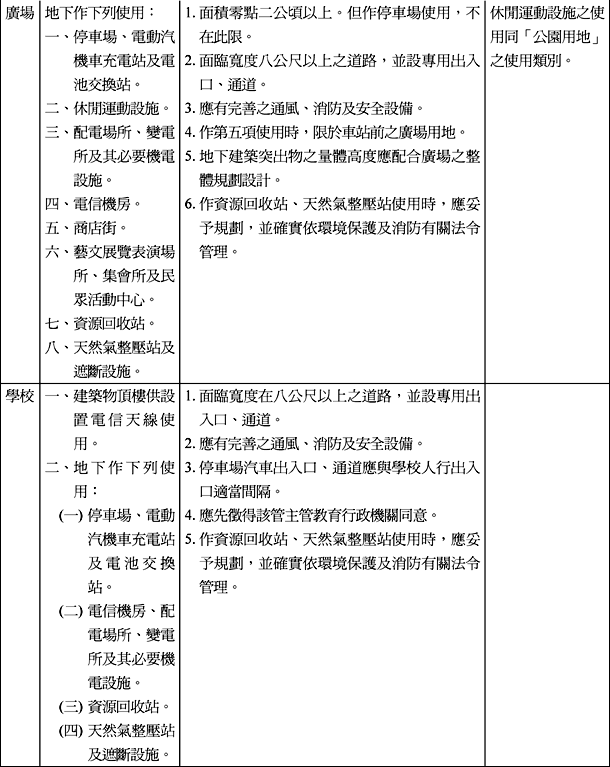 廣場
地下作下列使用：
一、停車場、電動汽
機車充電站及電
池交換站。
二、休閒運動設施。
三、配電場所、變電
所及其必要機電
設施。
四、電信機房。
五、商店街。
六、藝文展覽表演場
所、集會所及民
眾活動中心。
七、資源回收站。
八、天然氣整壓站及
遮斷設施。
1. 面積零點二公頃以上。但作停車場使用，不
在此限。
2. 面臨寬度八公尺以上之道路，並設專用出入
口、通道。
3. 應有完善之通風、消防及安全設備。
4. 作第五項使用時，限於車站前之廣場用地。
5. 地下建築突出物之量體高度應配合廣場之整
體規劃設計。
6. 作資源回收站、天然氣整壓站使用時，應妥
予規劃，並確實依環境保護及消防有關法令
管理。
休閒運動設施之使
用同「公園用地」
之使用類別。
學校
一、建築物頂樓供設
置電信天線使
用。
二、地下作下列使
用：
(一) 停車場、電動
汽機車充電站
及電池交換
站。
(二) 電信機房、配
電場所、變電
所及其必要機
電設施。
(三) 資源回收站。
(四) 天然氣整壓站
及遮斷設施。
1. 面臨寬度在八公尺以上之道路，並設專用出
入口、通道。
2. 應有完善之通風、消防及安全設備。
3. 停車場汽車出入口、通道應與學校人行出入
口適當間隔。
4. 應先徵得該管主管教育行政機關同意。
5. 作資源回收站、天然氣整壓站使用時，應妥
予規劃，並確實依環境保護及消防有關法令
管理。